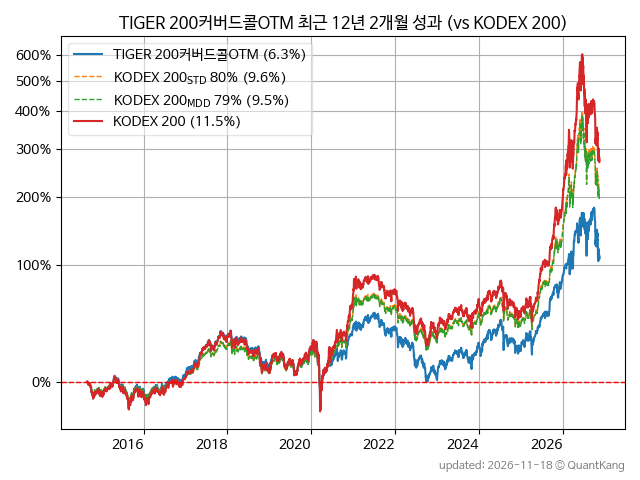 TIGER 200커버드콜OTM 최근 12년 2개월 성과 (vs KODEX 200)
600%
500%
400%
300%
200%
100%
0%
TIGER 200커버드콜OTM (6.3%)
KODEX 200STD 80% (9.6%)
KODEX 200MDD 79% (9.5%)
KODEX 200 (11.5%)
2016 2018 2020 2022 2024 2026
updated: 2026-11-18 © QuantKang